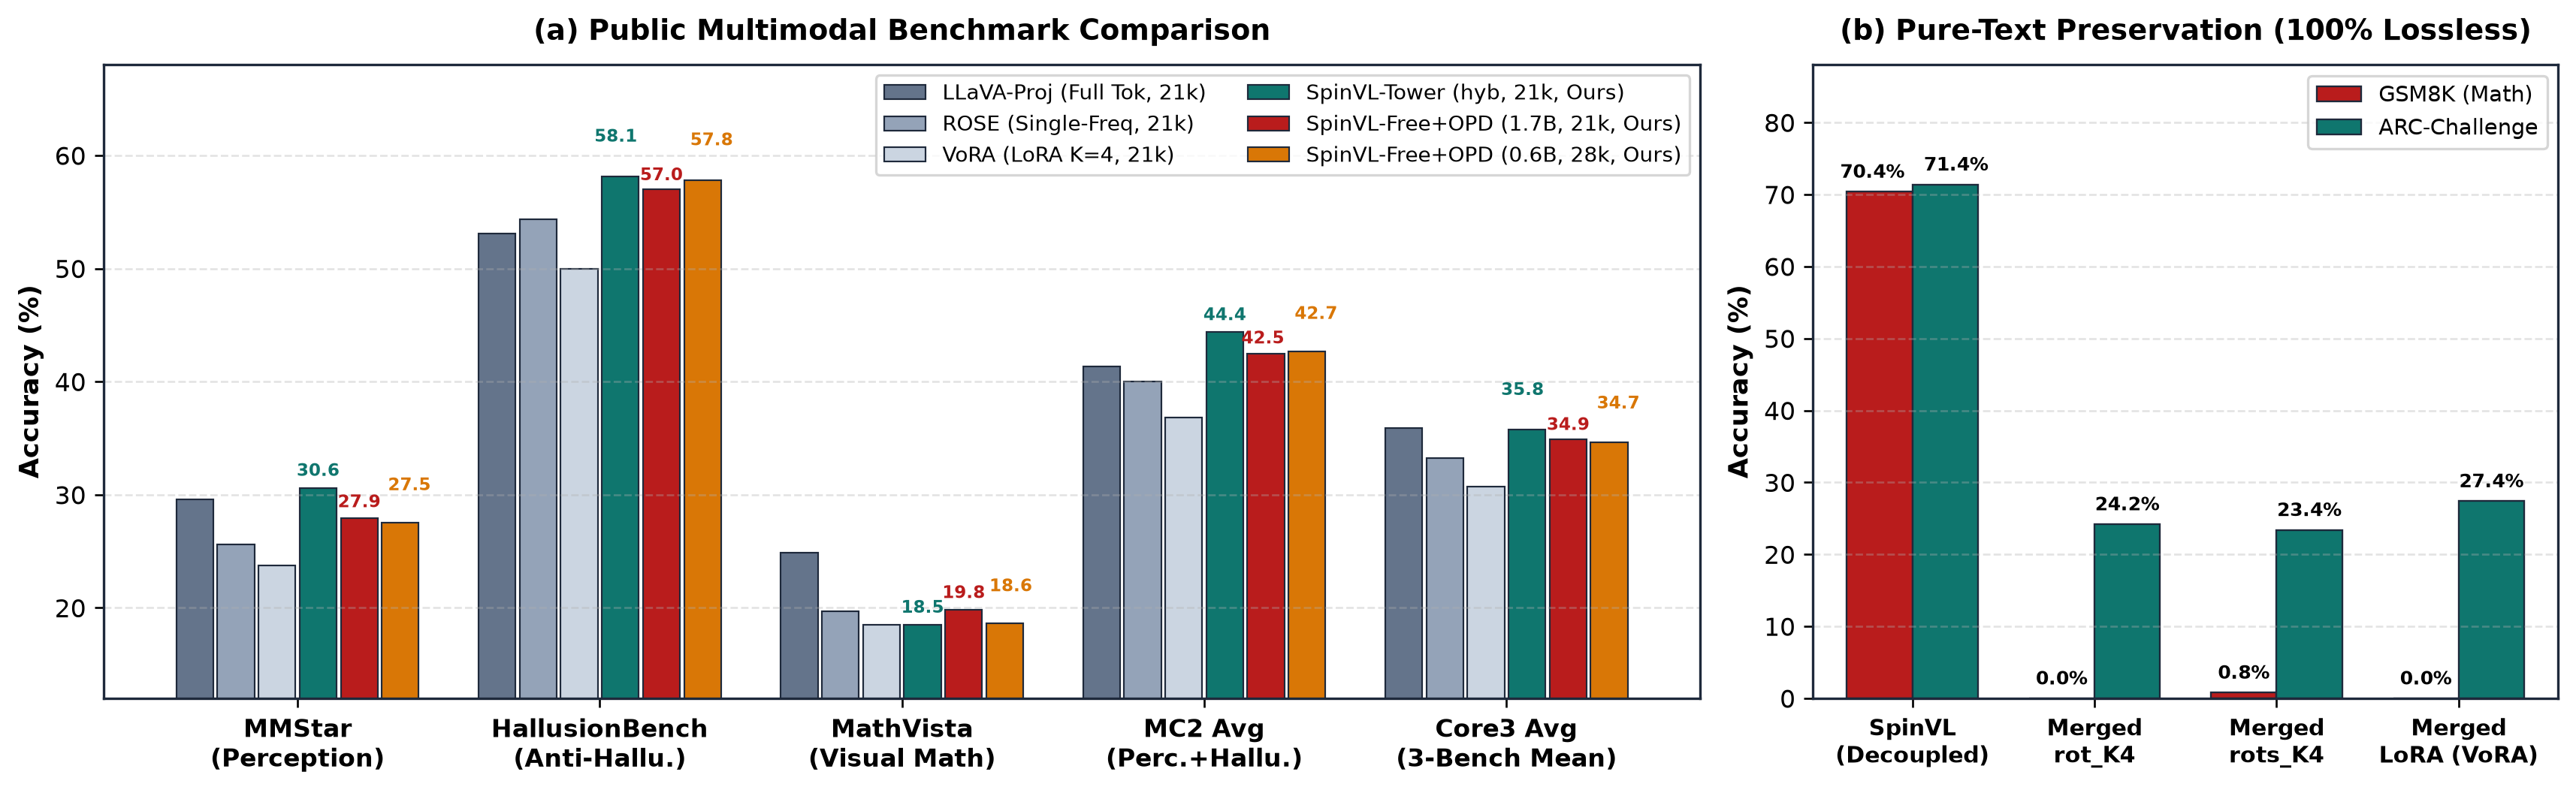 (a) Public Multimodal Benchmark Comparison
Accuracy (%)
60
50
40
30
20
LLaVA-Proj (Full Tok, 21k)
ROSE (Single-Freq, 21k)
VoRA (LoRA K=4, 21k)
SpinVL-Tower (hyb, 21k, Ours)
SpinVL-Free+OPD (1.7B, 21k, Ours)
SpinVL-Free+OPD (0.6B, 28k, Ours)
30.6
27.9
27.5
58.1
57.0
57.8
18.5
19.8
18.6
44.4
42.5
42.7
35.8
34.9
34.7
MMStar
(Perception)
HallusionBench
(Anti-Hallu.)
MathVista
(Visual Math)
MC2 Avg
(Perc.+Hallu.)
Core3 Avg
(3-Bench Mean)
(b) Pure-Text Preservation (100% Lossless)
Accuracy (%)
80
70
60
50
40
30
20
10
0
GSM8K (Math)
ARC-Challenge
70.4%
71.4%
0.0%
24.2%
0.8%
23.4%
0.0%
27.4%
SpinVL
(Decoupled)
Merged
rot_K4
Merged
rots_K4
Merged
LoRA (VoRA)